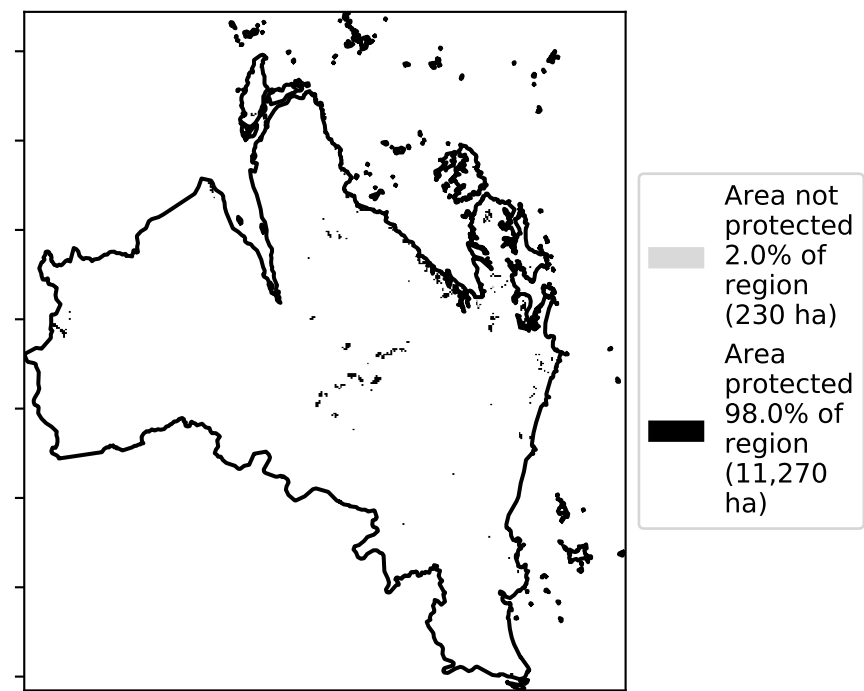 Area not
protected
2.0% of
region
(230 ha)
Area
protected
98.0% of
region
(11,270
ha)